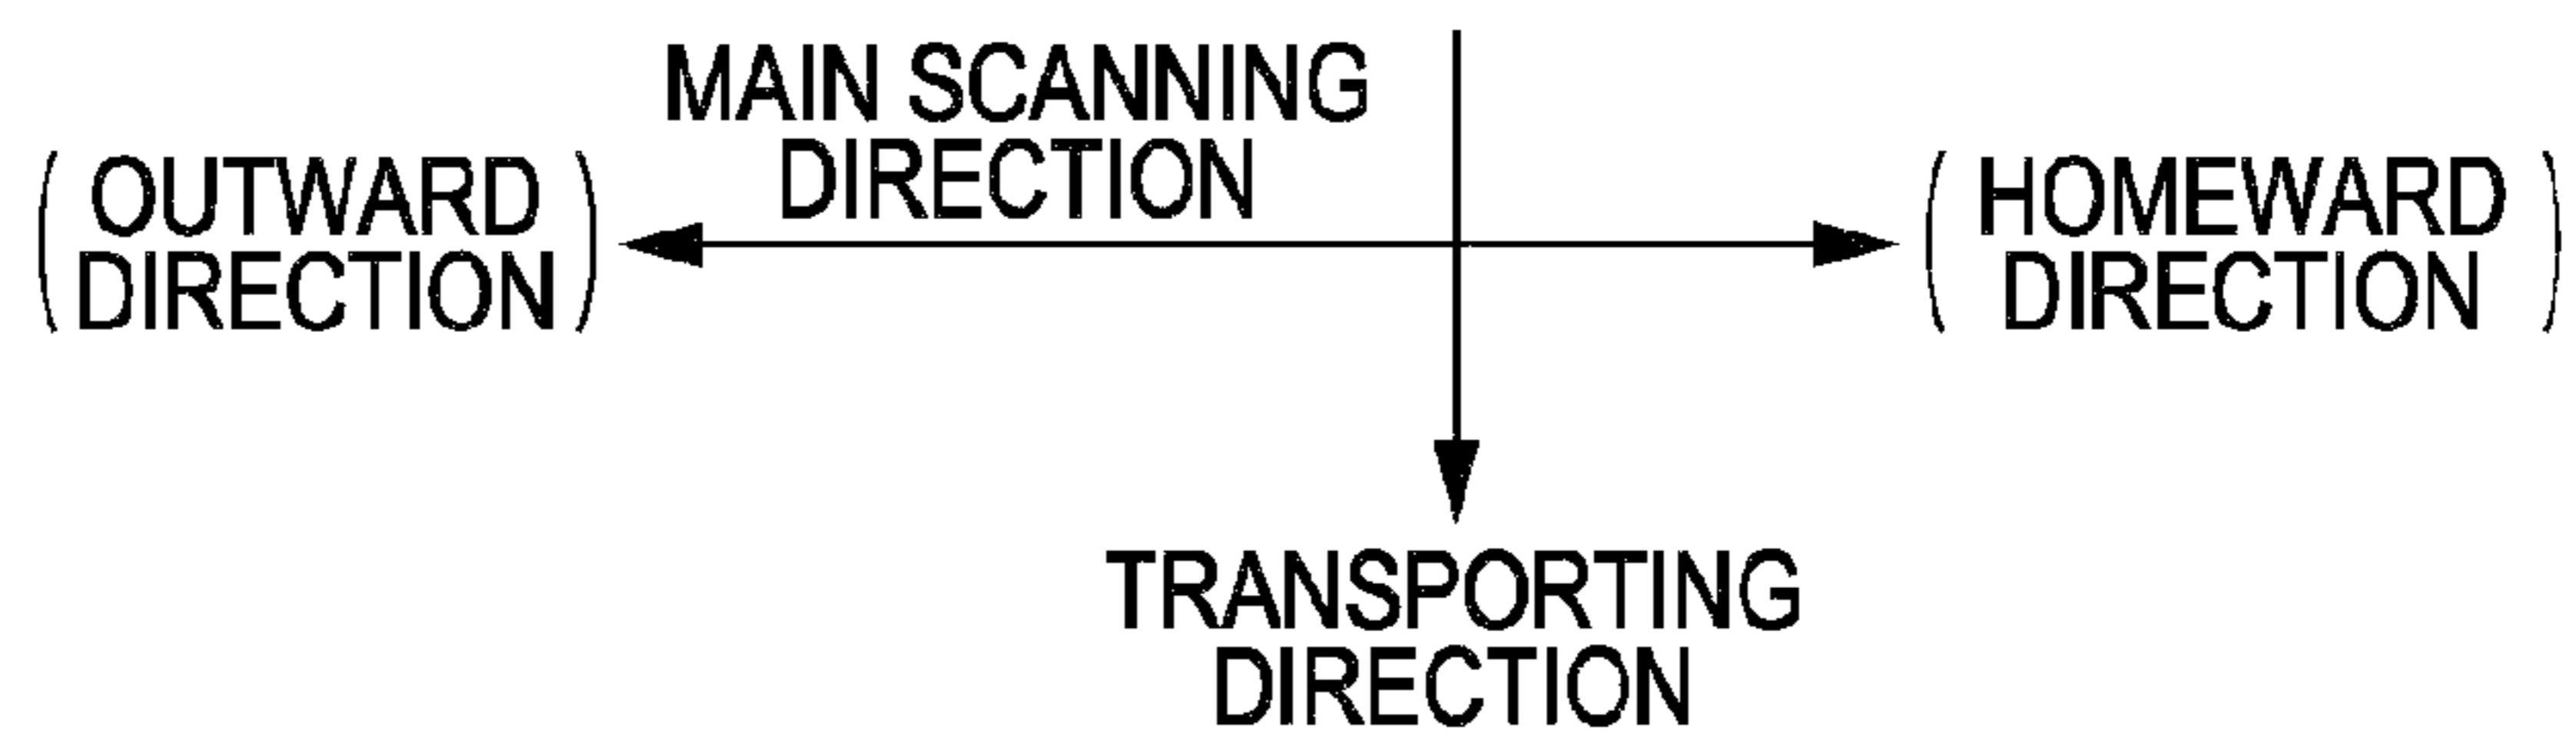 MAIN SCANNING
DIRECTION
( OUTWARD
DIRECTION )
( HOMEWARD
DIRECTION )
TRANSPORTING
DIRECTION